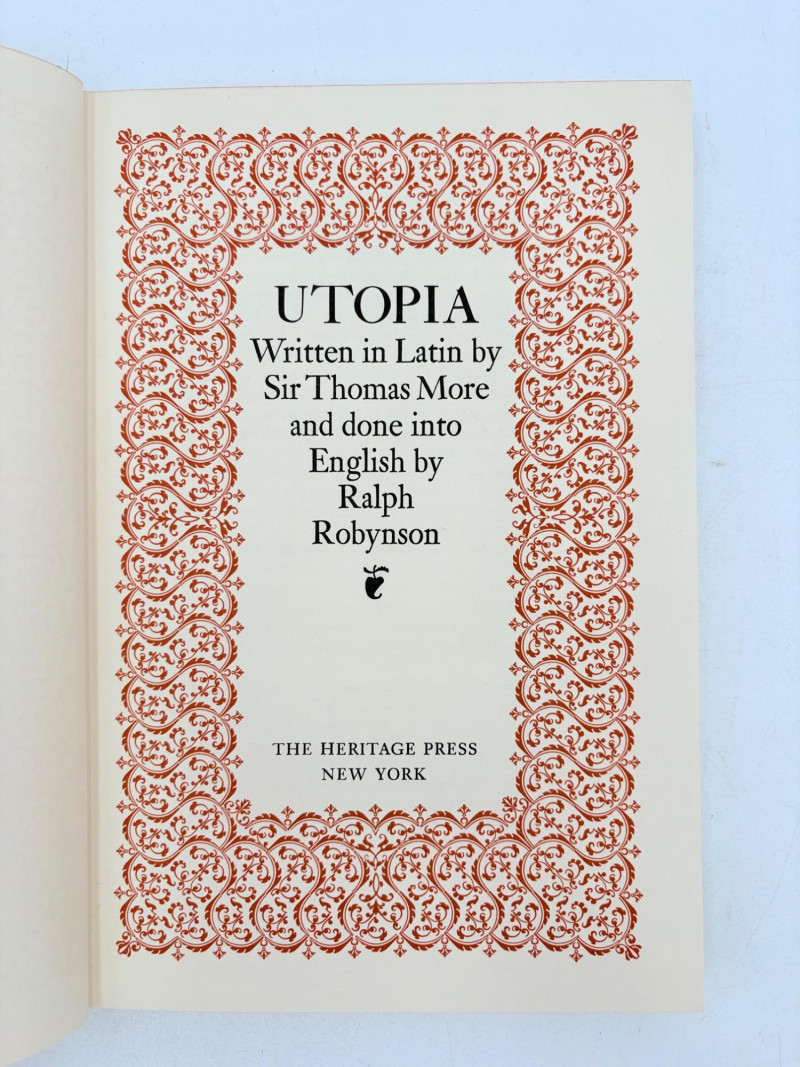 UTOPIA
Written in Latin by
Sir Thomas More
and done into
English by
Ralph
Robynson
THE HERITAGE PRESS
NEW YORK